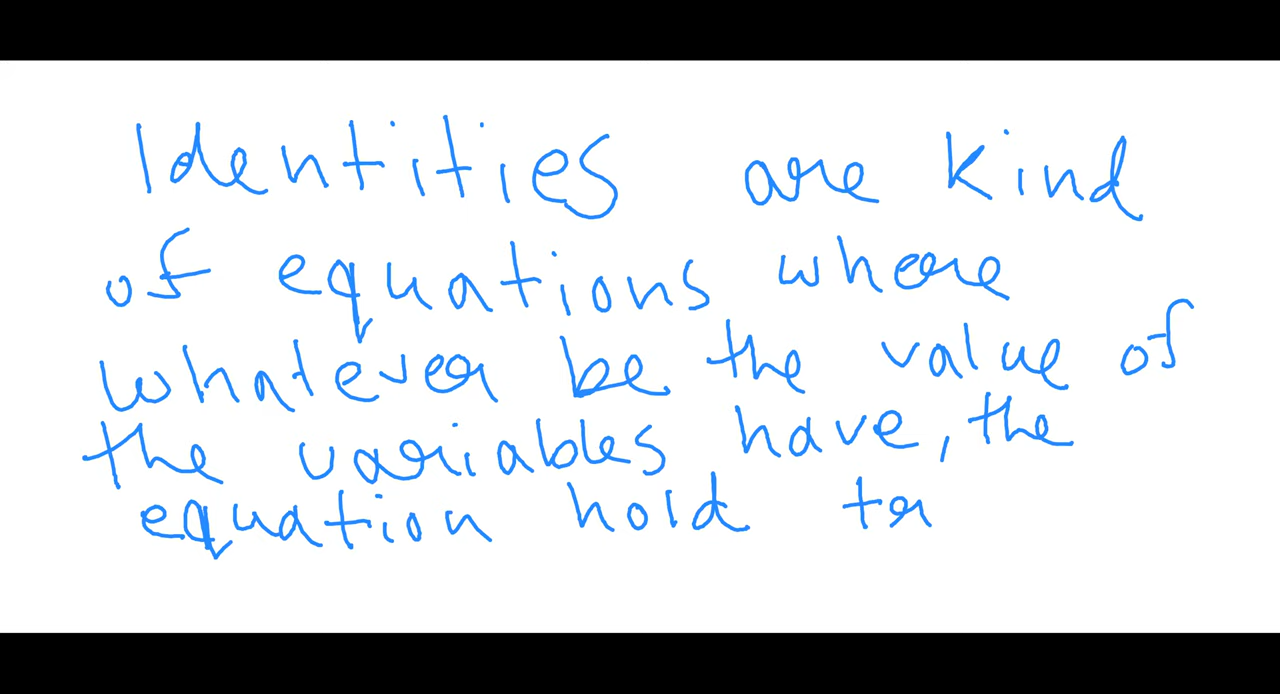 Identities are kind
of equations where
whatever be the value of
the variables have, the
equation hold tr